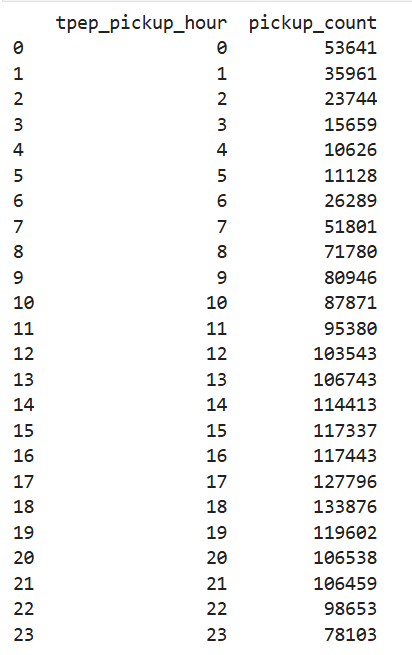 tpep_pickup_hour pickup_count
0 0 53641
1 1 35961
2 2 23744
3 3 15659
4 4 10626
5 5 11128
6 6 26289
7 7 51801
8 8 71780
9 9 80946
10 10 87871
11 11 95380
12 12 103543
13 13 106743
14 14 114413
15 15 117337
16 16 117443
17 17 127796
18 18 133876
19 19 119602
20 20 106538
21 21 106459
22 22 98653
23 23 78103